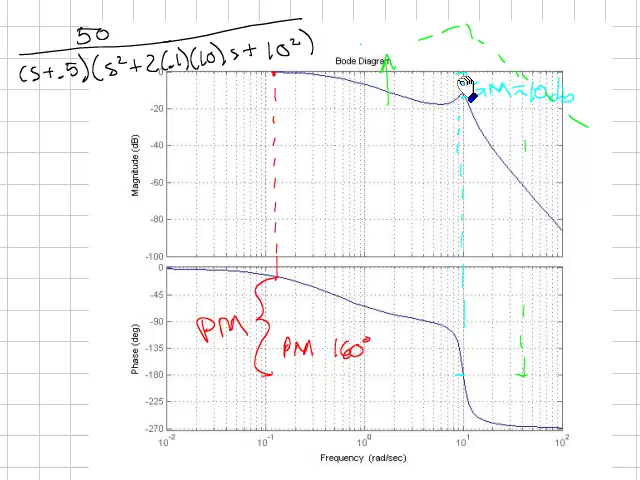 50
(s+.5)(s²+2(.1)(10)s+10²)
Bode Diagram
GM≈10db
Magnitude (dB)
0
-20
-40
-60
-80
-100
Phase (deg)
0
-45
-90
-135
-180
-225
-270
PM
PM 160°
10⁻²
10⁻¹
10⁰
10¹
10²
Frequency (rad/sec)